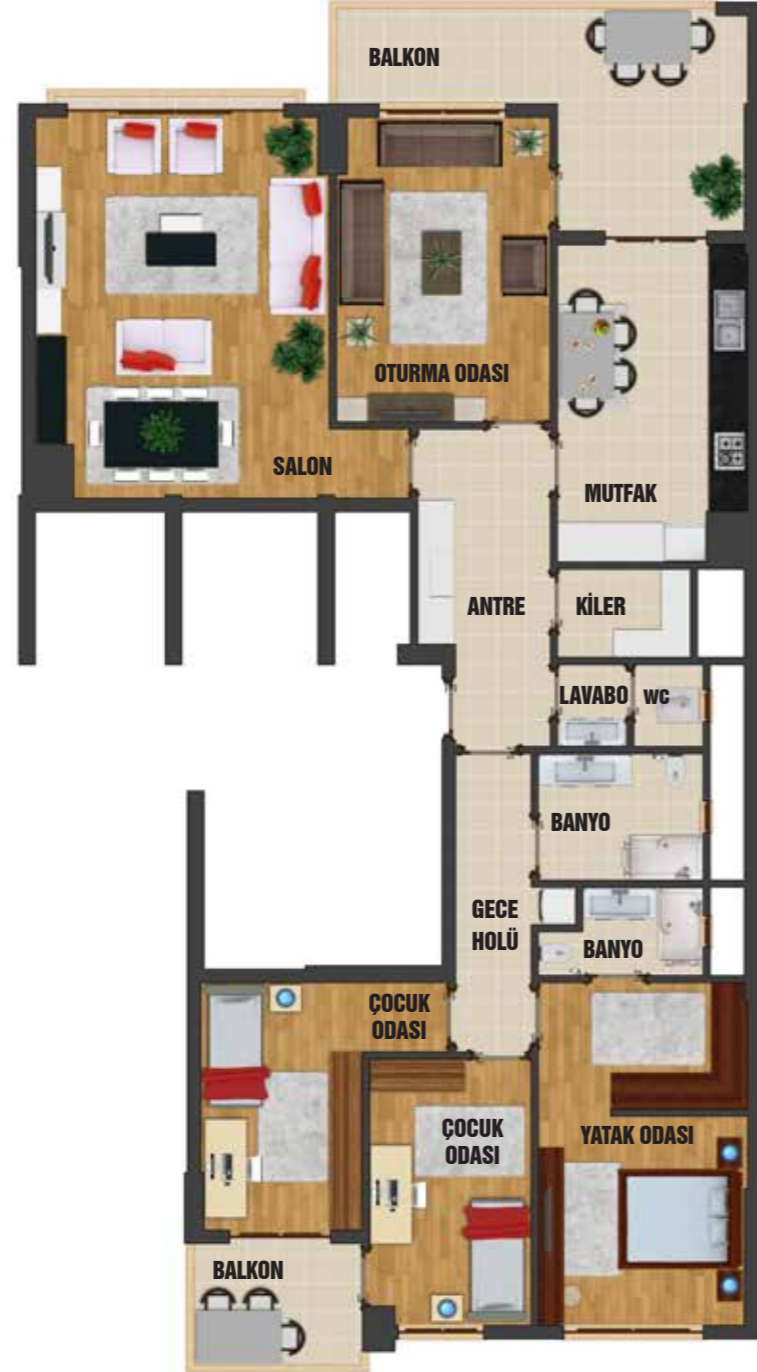 BALKON
OTURMA ODASI
SALON
MUTFAK
ANTRE
KİLER
LAVABO
WC
BANYO
GECE
HOLÜ
BANYO
ÇOCUK
ODASI
ÇOCUK
ODASI
YATAK ODASI
BALKON